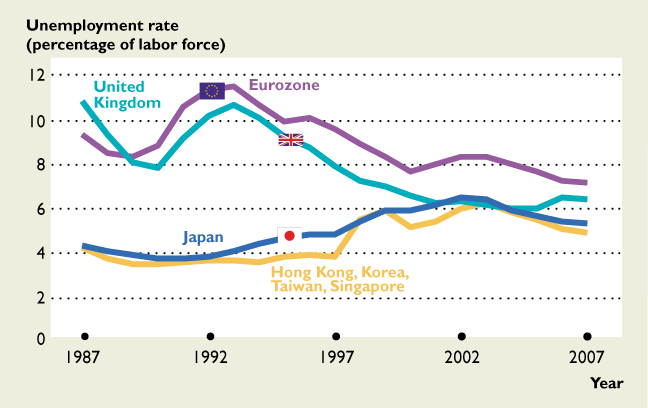 Unemployment rate
(percentage of labor force)
12
10
8
6
4
2
0
United
Kingdom
Eurozone
Japan
Hong Kong, Korea,
Taiwan, Singapore
1987
1992
1997
2002
2007
Year